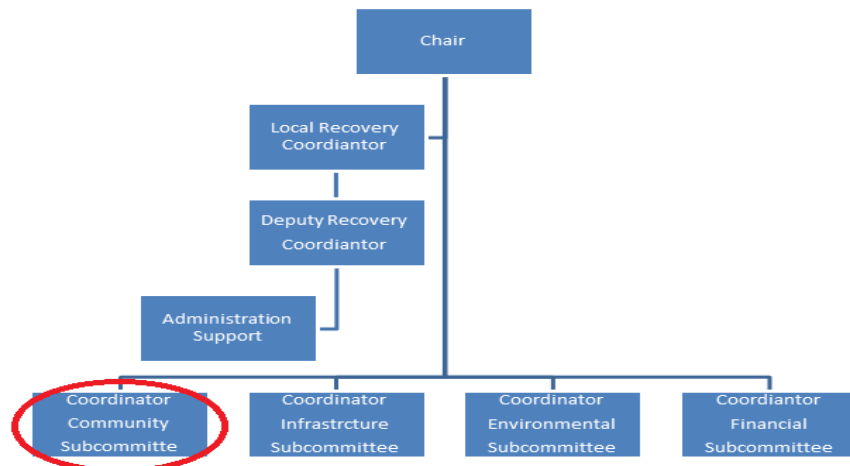 Chair
Local Recovery
Coordiantor
Deputy Recovery
Coordiantor
Administration
Support
Coordinator
Community
Subcommitte
Coordinator
Infrastrcture
Subcommittee
Coordinator
Environmental
Subcommittee
Coordiantor
Financial
Subcommittee